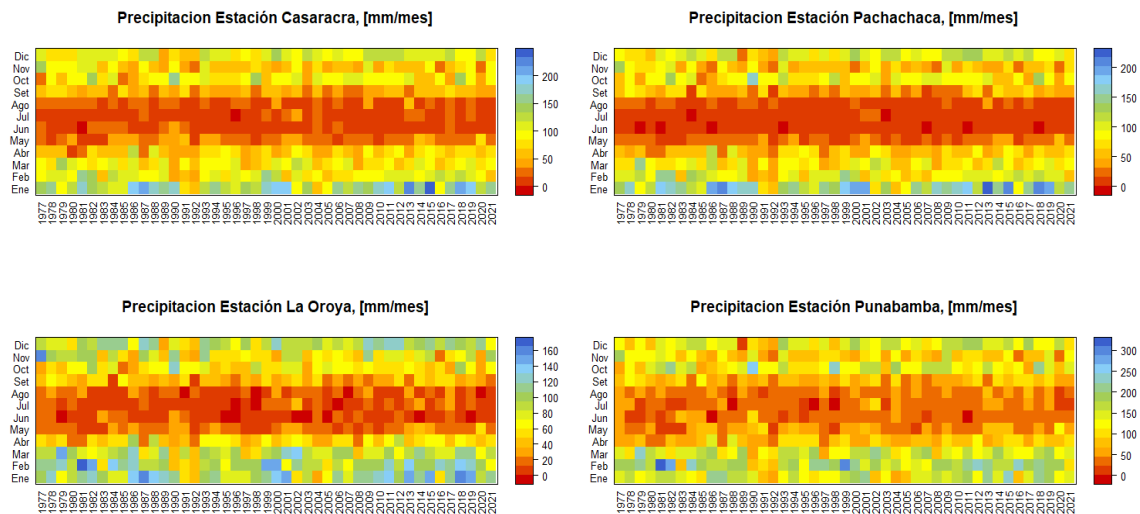 Precipitacion Estación Casaracra, [mm/mes]
Dic
Nov
Oct
Set
Ago
Jul
Jun
May
Abr
Mar
Feb
Ene
1977 1978 1979 1980 1981 1982 1983 1984 1985 1986 1987 1988 1989 1990 1991 1992 1993 1994 1995 1996 1997 1998 1999 2000 2001 2002 2003 2004 2005 2006 2007 2008 2009 2010 2011 2012 2013 2014 2015 2016 2017 2018 2019 2020 2021
200
150
100
50
0
Precipitacion Estación Pachachaca, [mm/mes]
Dic
Nov
Oct
Set
Ago
Jul
Jun
May
Abr
Mar
Feb
Ene
1977 1978 1979 1980 1981 1982 1983 1984 1985 1986 1987 1988 1989 1990 1991 1992 1993 1994 1995 1996 1997 1998 1999 2000 2001 2002 2003 2004 2005 2006 2007 2008 2009 2010 2011 2012 2013 2014 2015 2016 2017 2018 2019 2020 2021
200
150
100
50
0
Precipitacion Estación La Oroya, [mm/mes]
Dic
Nov
Oct
Set
Ago
Jul
Jun
May
Abr
Mar
Feb
Ene
1977 1978 1979 1980 1981 1982 1983 1984 1985 1986 1987 1988 1989 1990 1991 1992 1993 1994 1995 1996 1997 1998 1999 2000 2001 2002 2003 2004 2005 2006 2007 2008 2009 2010 2011 2012 2013 2014 2015 2016 2017 2018 2019 2020 2021
160
140
120
100
80
60
40
20
0
Precipitacion Estación Punabamba, [mm/mes]
Dic
Nov
Oct
Set
Ago
Jul
Jun
May
Abr
Mar
Feb
Ene
1977 1978 1979 1980 1981 1982 1983 1984 1985 1986 1987 1988 1989 1990 1991 1992 1993 1994 1995 1996 1997 1998 1999 2000 2001 2002 2003 2004 2005 2006 2007 2008 2009 2010 2011 2012 2013 2014 2015 2016 2017 2018 2019 2020 2021
300
250
200
150
100
50
0